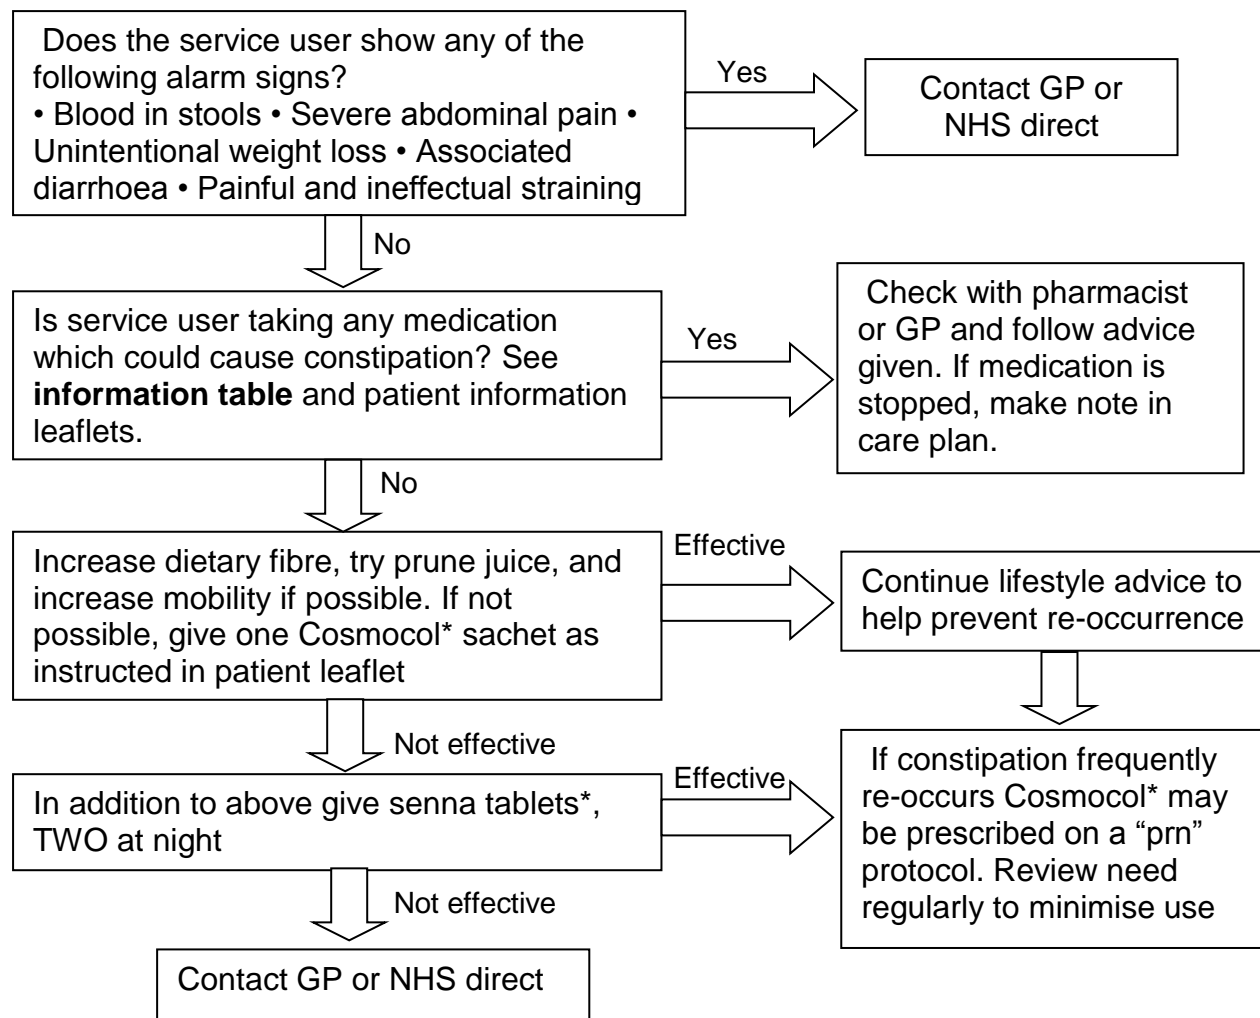 Does the service user show any of the
following alarm signs?
• Blood in stools • Severe abdominal pain •
Unintentional weight loss • Associated
diarrhoea • Painful and ineffectual straining
Yes
Contact GP or
NHS direct
No
Is service user taking any medication
which could cause constipation? See
information table and patient information
leaflets.
Yes
Check with pharmacist
or GP and follow advice
given. If medication is
stopped, make note in
care plan.
No
Increase dietary fibre, try prune juice, and
increase mobility if possible. If not
possible, give one Cosmocol* sachet as
instructed in patient leaflet
Effective
Continue lifestyle advice to
help prevent re-occurrence
Not effective
In addition to above give senna tablets*,
TWO at night
Effective
If constipation frequently
re-occurs Cosmocol* may
be prescribed on a “prn”
protocol. Review need
regularly to minimise use
Not effective
Contact GP or NHS direct